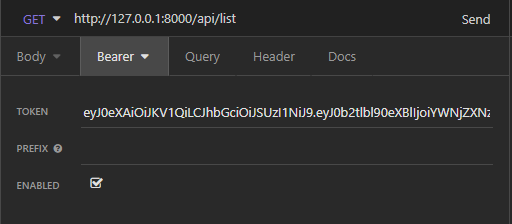 GET http://127.0.0.1:8000/api/list Send
Body Bearer Query Header Docs
TOKEN eyJ0eXAiOiJKV1QiLCJhbGciOiJSUzI1NiJ9.eyJ0b2tlbl90eXBlIjoiYWNjZXNz
PREFIX
ENABLED